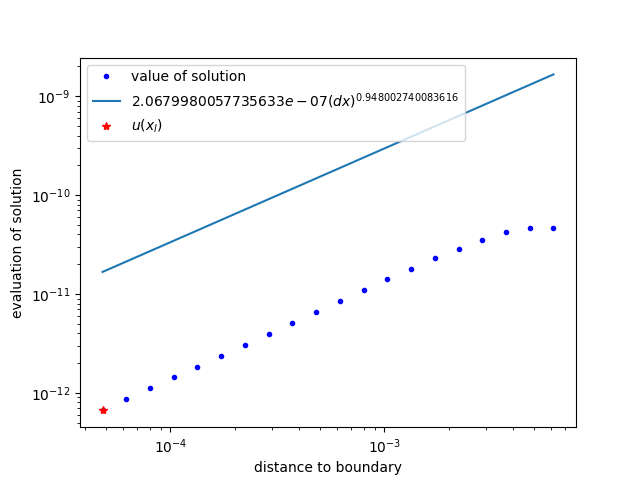 value of solution
2.0679980057735633e − 07(dx)^0.948002740083616
u(x_l)
10^−9
10^−10
10^−11
10^−12
evaluation of solution
10^−4
10^−3
distance to boundary